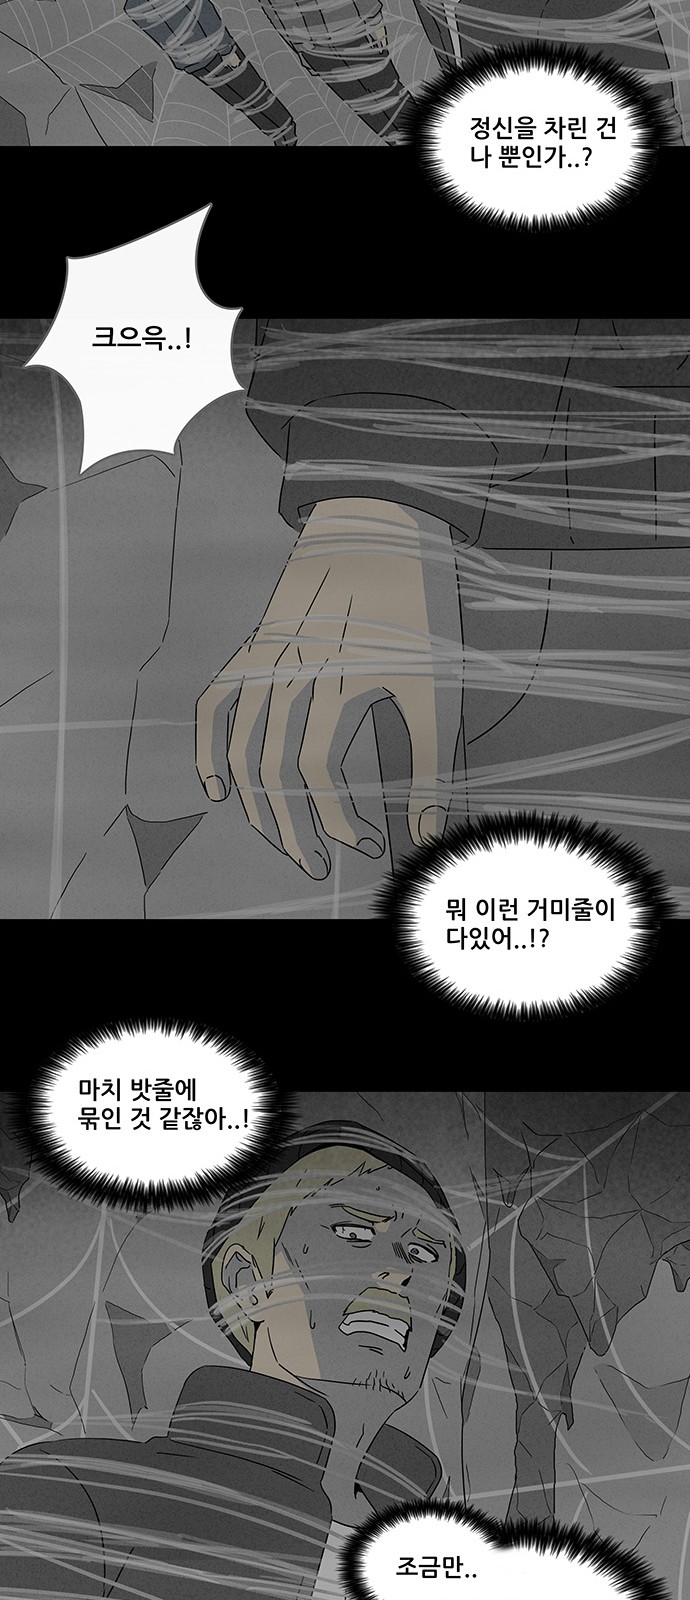 정신을 차린 건
나 뿐인가..?
크으윽..!
뭐 이런 거미줄이
다있어..!?
마치 밧줄에
묶인 것 같잖아..!
조금만..